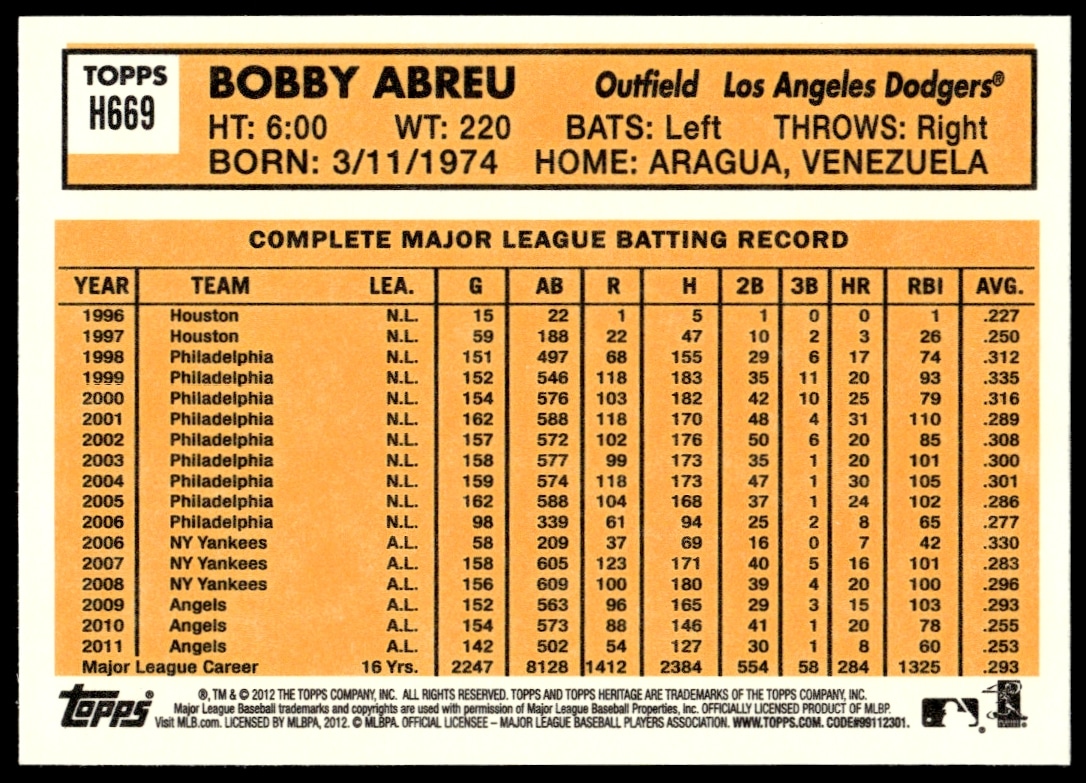 TOPPS
H669
BOBBY ABREU Outfield Los Angeles Dodgers®
HT: 6:00 WT: 220 BATS: Left THROWS: Right
BORN: 3/11/1974 HOME: ARAGUA, VENEZUELA
COMPLETE MAJOR LEAGUE BATTING RECORD
YEAR TEAM LEA. G AB R H 2B 3B HR RBI AVG.
1996 Houston N.L. 15 22 1 5 1 0 0 1 .227
1997 Houston N.L. 59 188 22 47 10 2 3 26 .250
1998 Philadelphia N.L. 151 497 68 155 29 6 17 74 .312
1999 Philadelphia N.L. 152 546 118 183 35 11 20 93 .335
2000 Philadelphia N.L. 154 576 103 182 42 10 25 79 .316
2001 Philadelphia N.L. 162 588 118 170 48 4 31 110 .289
2002 Philadelphia N.L. 157 572 102 176 50 6 20 85 .308
2003 Philadelphia N.L. 158 577 99 173 35 1 20 101 .300
2004 Philadelphia N.L. 159 574 118 173 47 1 30 105 .301
2005 Philadelphia N.L. 162 588 104 168 37 1 24 102 .286
2006 Philadelphia N.L. 98 339 61 94 25 2 8 65 .277
2006 NY Yankees A.L. 58 209 37 69 16 0 7 42 .330
2007 NY Yankees A.L. 158 605 123 171 40 5 16 101 .283
2008 NY Yankees A.L. 156 609 100 180 39 4 20 100 .296
2009 Angels A.L. 152 563 96 165 29 3 15 103 .293
2010 Angels A.L. 154 573 88 146 41 1 20 78 .255
2011 Angels A.L. 142 502 54 127 30 1 8 60 .253
Major League Career 16 Yrs. 2247 8128 1412 2384 554 58 284 1325 .293
Topps®
®, TM & © 2012 THE TOPPS COMPANY, INC. ALL RIGHTS RESERVED. TOPPS AND TOPPS HERITAGE ARE TRADEMARKS OF THE TOPPS COMPANY, INC.
Major League Baseball trademarks and copyrights are used with permission of Major League Baseball Properties, Inc. OFFICIALLY LICENSED PRODUCT OF MLBP.
Visit MLB.com. LICENSED BY MLBPA, 2012. © MLBPA. OFFICIAL LICENSEE – MAJOR LEAGUE BASEBALL PLAYERS ASSOCIATION. WWW.TOPPS.COM. CODE#99112301.